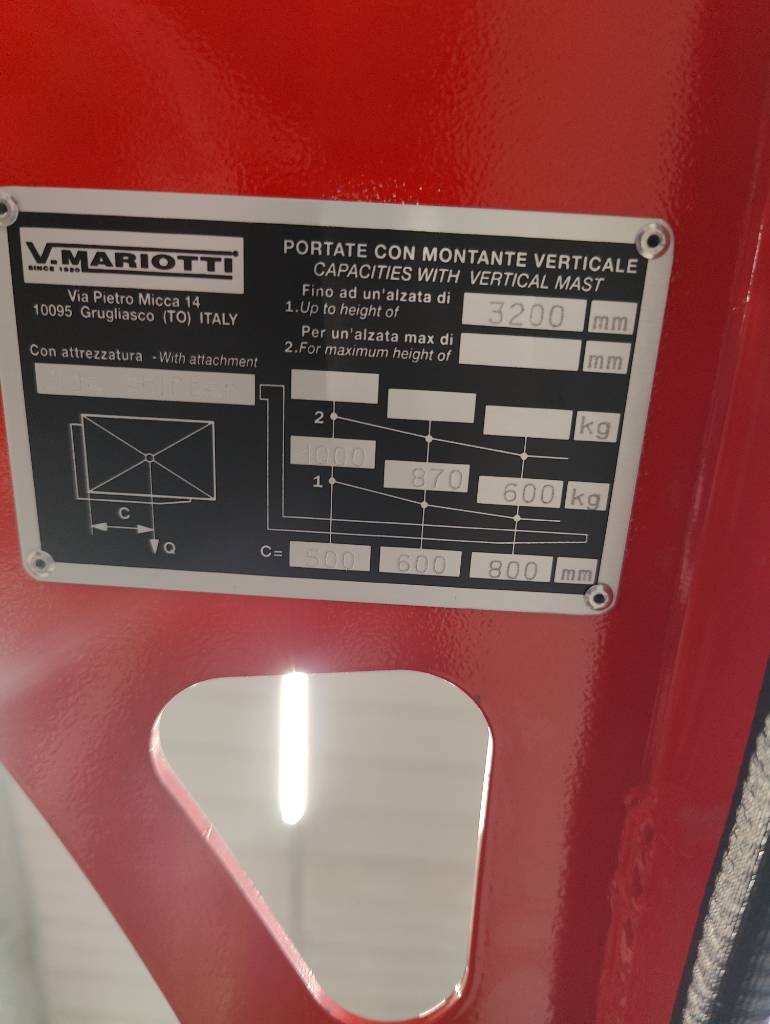 V.MARIOTTI
SINCE 1920
Via Pietro Micca 14
10095 Grugliasco (TO) ITALY
Con attrezzatura - With attachment
C
Q
PORTATE CON MONTANTE VERTICALE
CAPACITIES WITH VERTICAL MAST
Fino ad un'alzata di
1.Up to height of 3200 mm
Per un'alzata max di
2.For maximum height of mm
2 kg
1000 870 600 kg
1
C= 500 600 800 mm